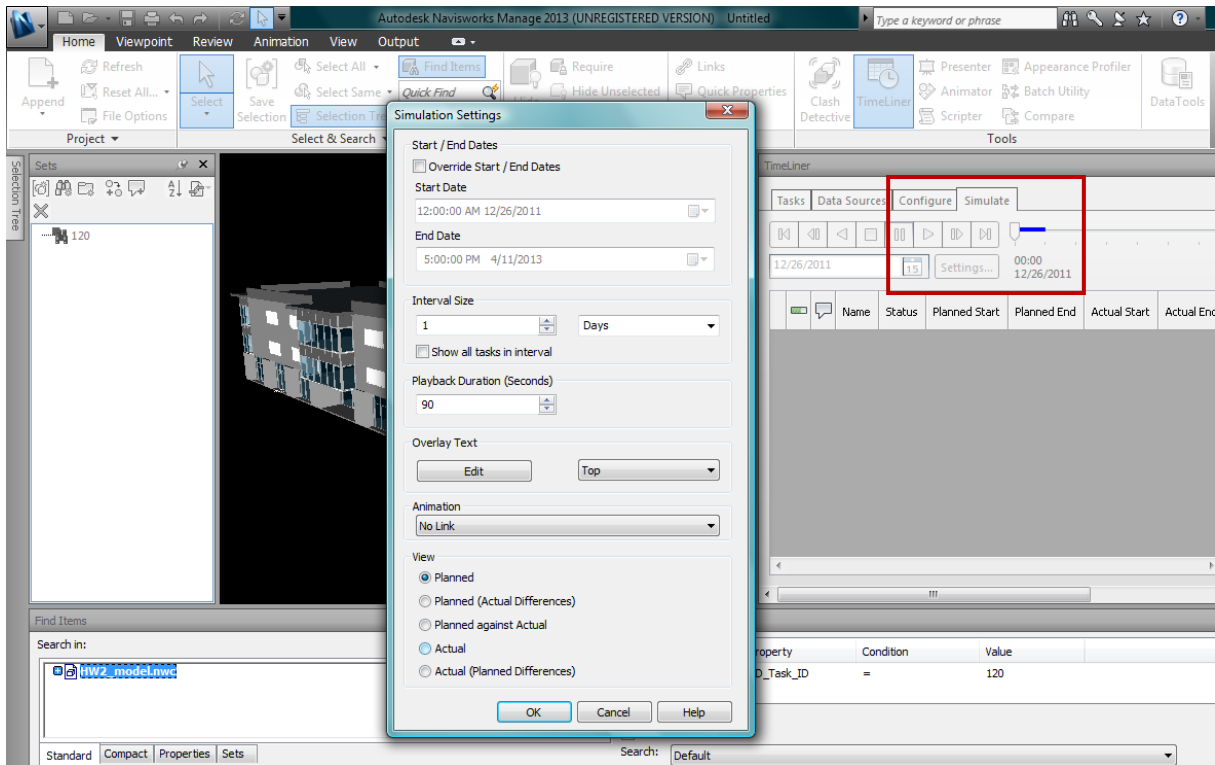 Autodesk Navisworks Manage 2013 (UNREGISTERED VERSION) Untitled
Type a keyword or phrase
Home Viewpoint Review Animation View Output
Append
Refresh
Reset All...
File Options
Project
Select
Save Selection
Select All
Select Same
Selection Tre
Find Items
Quick Find
Select & Search
Require
Hide Unselected
Links
Quick Properties
Clash Detective
TimeLiner
Presenter
Animator
Scripter
Appearance Profiler
Batch Utility
Compare
Tools
DataTools
Selection Tree
Sets
120
Simulation Settings
Start / End Dates
Override Start / End Dates
Start Date
12:00:00 AM 12/26/2011
End Date
5:00:00 PM 4/11/2013
Interval Size
1 Days
Show all tasks in interval
Playback Duration (Seconds)
90
Overlay Text
Edit Top
Animation
No Link
View
Planned
Planned (Actual Differences)
Planned against Actual
Actual
Actual (Planned Differences)
OK Cancel Help
TimeLiner
Tasks Data Sources Configure Simulate
12/26/2011 15 Settings...
00:00
12/26/2011
Name Status Planned Start Planned End Actual Start Actual End
Find Items
Search in:
HW2_model.nwc
Standard Compact Properties Sets
roperty Condition Value
D_Task_ID = 120
Search: Default